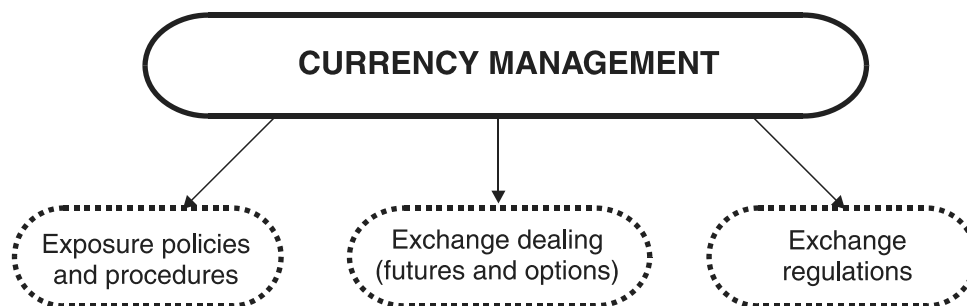 CURRENCY MANAGEMENT
Exposure policies
and procedures
Exchange dealing
(futures and options)
Exchange
regulations